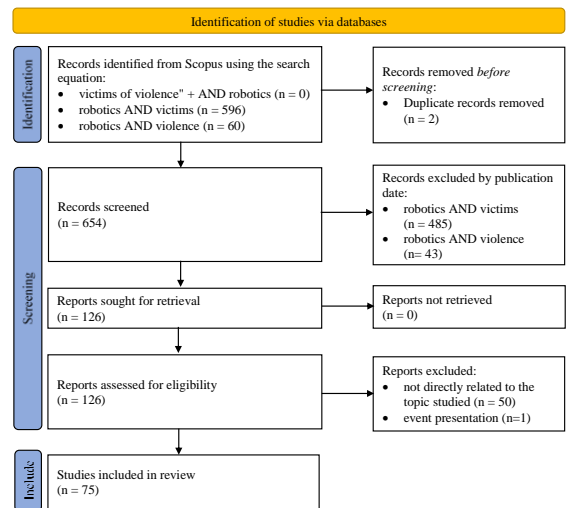 Identification of studies via databases
Identification
Records identified from Scopus using the search
equation:
• victims of violence" + AND robotics (n = 0)
• robotics AND victims (n = 596)
• robotics AND violence (n = 60)
Records removed before
screening:
• Duplicate records removed
(n = 2)
Screening
Records screened
(n = 654)
Records excluded by publication
date:
• robotics AND victims
(n = 485)
• robotics AND violence
(n= 43)
Reports sought for retrieval
(n = 126)
Reports not retrieved
(n = 0)
Reports assessed for eligibility
(n = 126)
Reports excluded:
• not directly related to the
topic studied (n = 50)
• event presentation (n=1)
Include
Studies included in review
(n = 75)